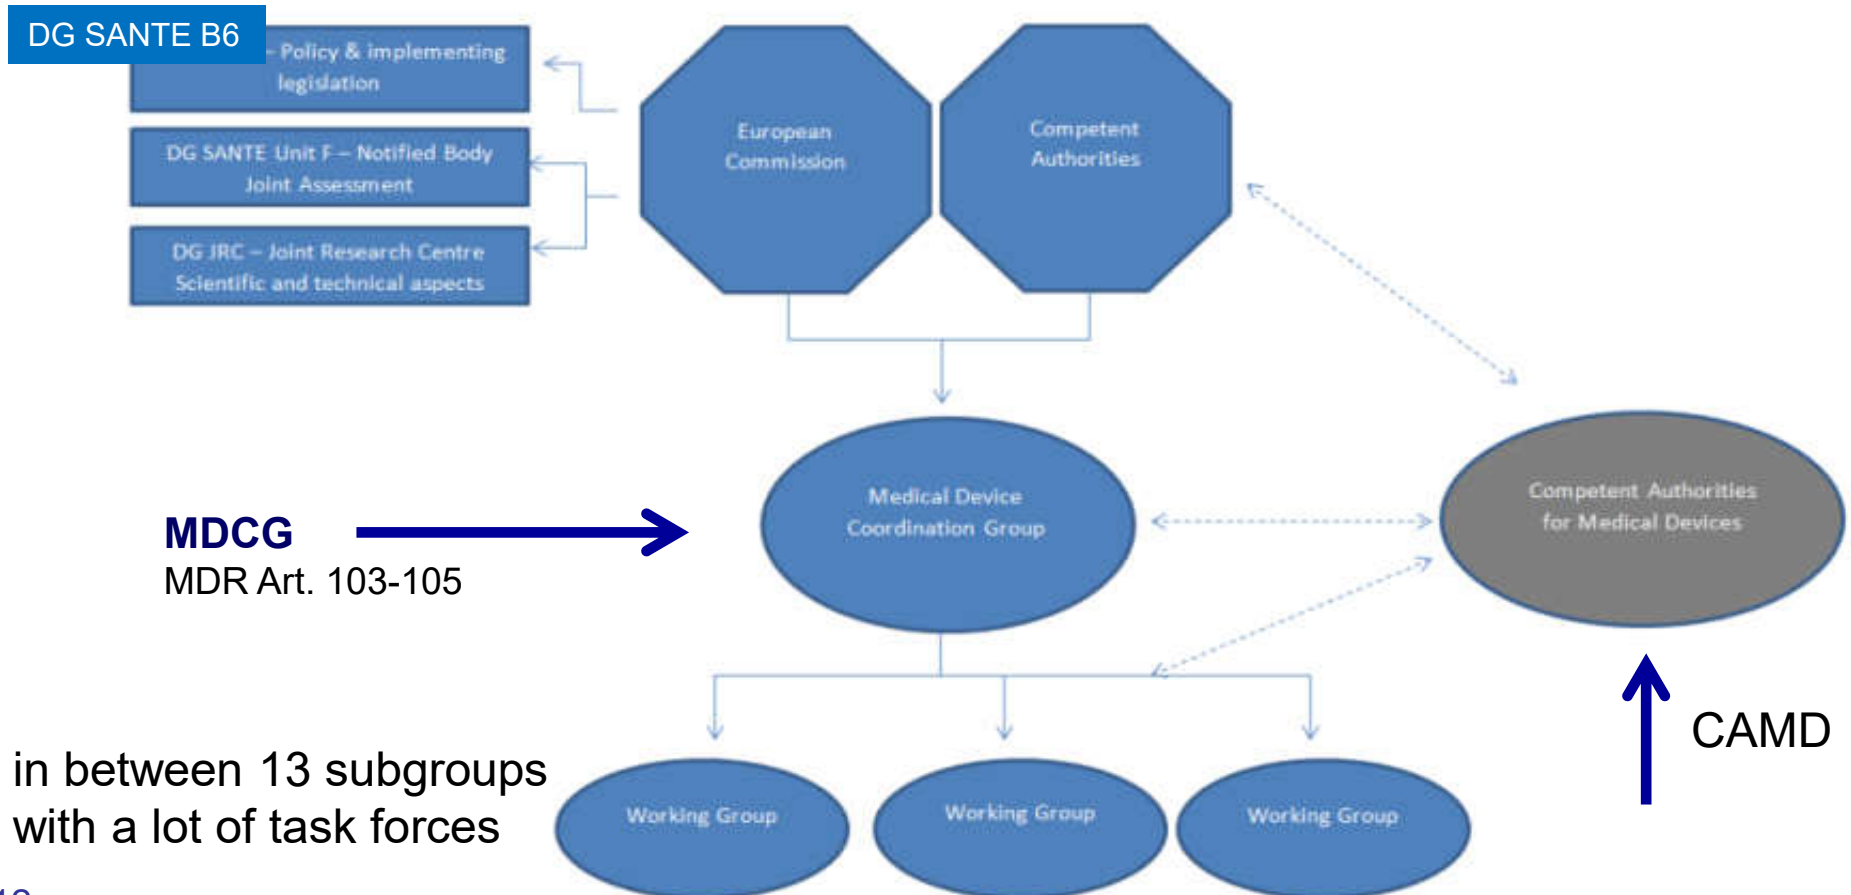 DG SANTE B6
– Policy & implementing
legislation
DG SANTE Unit F – Notified Body
Joint Assessment
DG JRC – Joint Research Centre
Scientific and technical aspects
European
Commission
Competent
Authorities
Medical Device
Coordination Group
Competent Authorities
for Medical Devices
MDCG
MDR Art. 103-105
CAMD
in between 13 subgroups
with a lot of task forces
Working Group
Working Group
Working Group